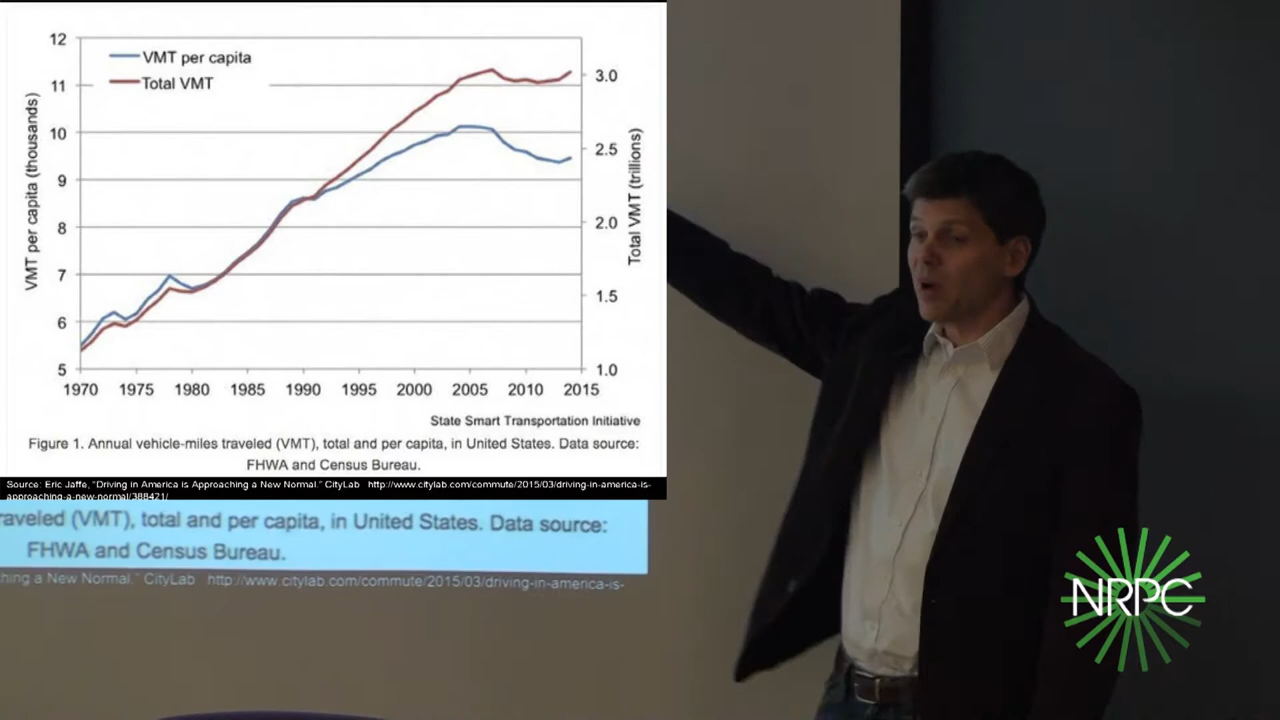 12
11
10
9
8
7
6
5
VMT per capita (thousands)
VMT per capita
Total VMT
3.0
2.5
2.0
1.5
1.0
Total VMT (trillions)
1970 1975 1980 1985 1990 1995 2000 2005 2010 2015
State Smart Transportation Initiative
Figure 1. Annual vehicle-miles traveled (VMT), total and per capita, in United States. Data source:
FHWA and Census Bureau.
Source: Eric Jaffe, "Driving in America is Approaching a New Normal." CityLab http://www.citylab.com/commute/2015/03/driving-in-america-is-
approaching-a-new-normal/388421/
raveled (VMT), total and per capita, in United States. Data source:
FHWA and Census Bureau.
hing a New Normal." CityLab http://www.citylab.com/commute/2015/03/driving-in-america-is-
NRPC